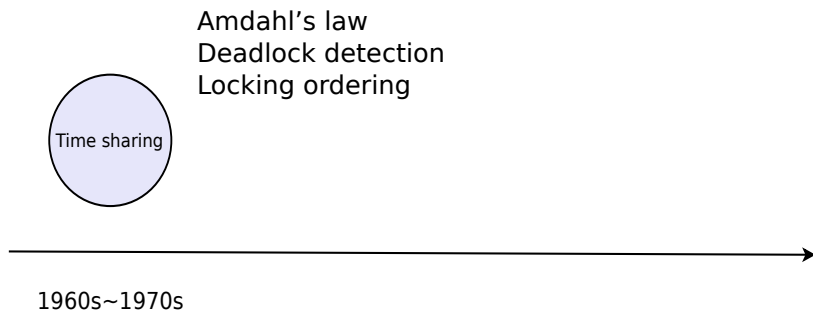 Amdahl’s law
Deadlock detection
Locking ordering
Time sharing
1960s~1970s